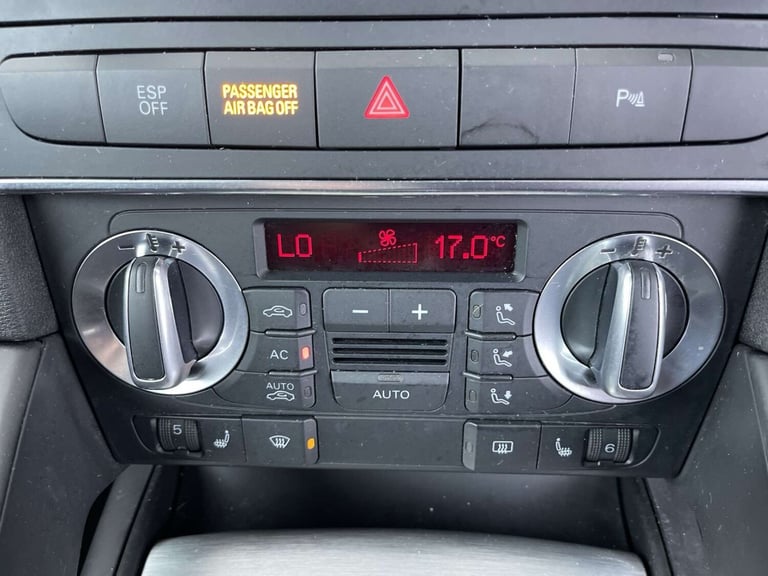 ESP
OFF
PASSENGER
AIR BAG OFF
P
LO 17.0°C
- +
- +
- +
AC
AUTO
AUTO
5
6